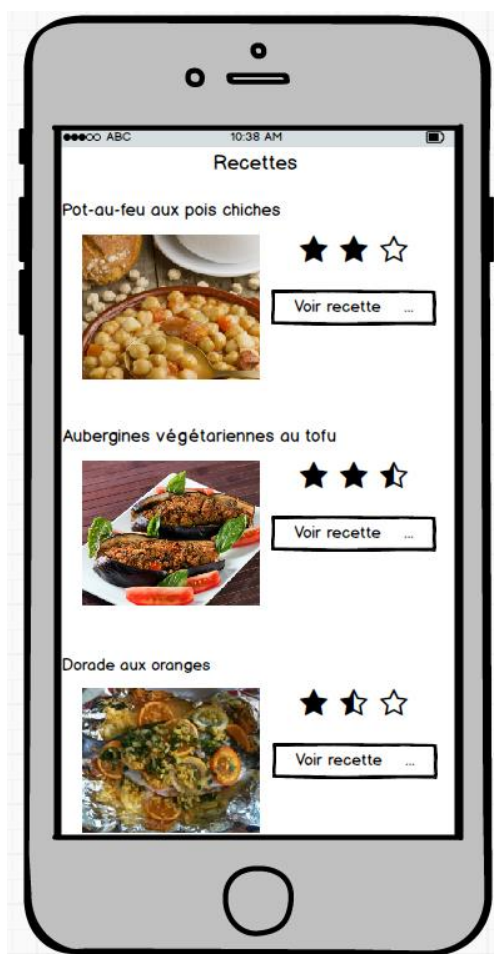 ABC 10:38 AM
Recettes
Pot-au-feu aux pois chiches
Voir recette ...
Aubergines végétariennes au tofu
Voir recette ...
Dorade aux oranges
Voir recette ...